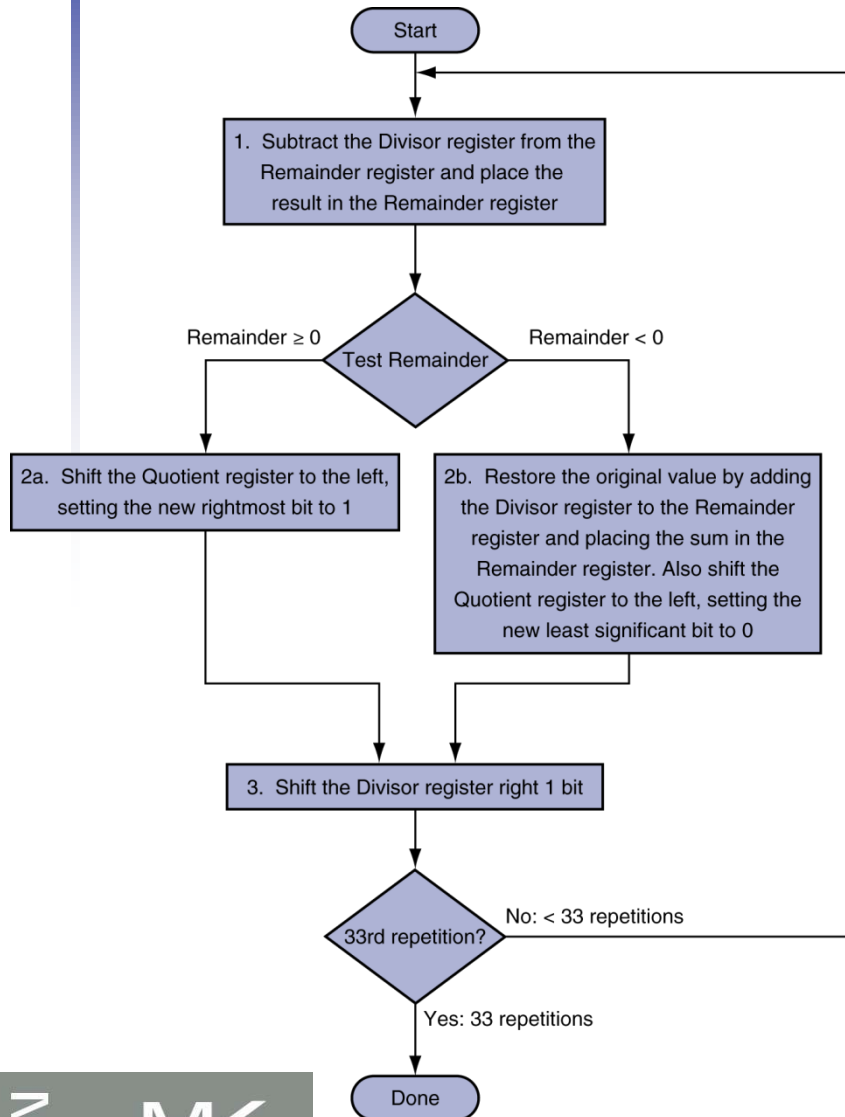 Start
1. Subtract the Divisor register from the
Remainder register and place the
result in the Remainder register
Remainder ≥ 0
Remainder < 0
Test Remainder
2a. Shift the Quotient register to the left,
setting the new rightmost bit to 1
2b. Restore the original value by adding
the Divisor register to the Remainder
register and placing the sum in the
Remainder register. Also shift the
Quotient register to the left, setting the
new least significant bit to 0
3. Shift the Divisor register right 1 bit
33rd repetition?
No: < 33 repetitions
Yes: 33 repetitions
Done